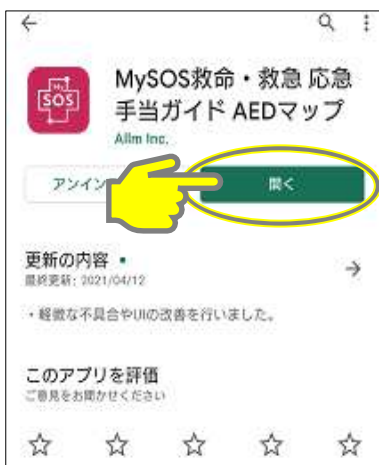 My
SOS
MySOS救命・救急 応急
手当ガイド AEDマップ
Allm Inc.
アンイン
開く
更新の内容
最終更新: 2021/04/12
・軽微な不具合やUIの改善を行いました。
このアプリを評価
ご意見をお聞かせください